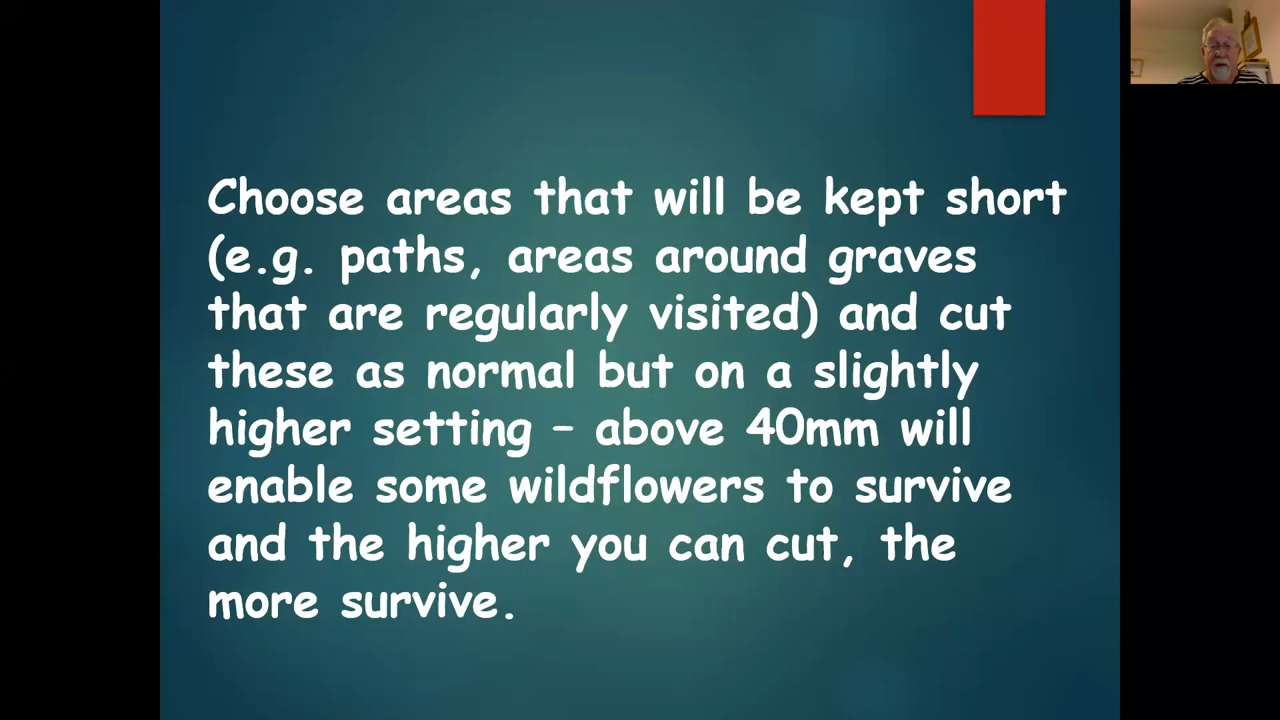 Choose areas that will be kept short
(e.g. paths, areas around graves
that are regularly visited) and cut
these as normal but on a slightly
higher setting – above 40mm will
enable some wildflowers to survive
and the higher you can cut, the
more survive.